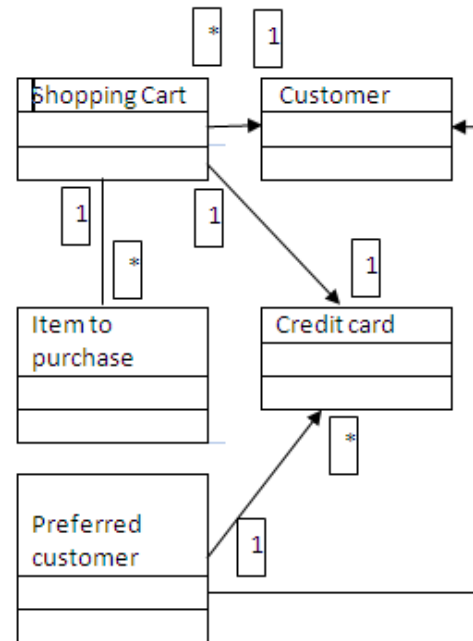 * 1
Shopping Cart
Customer
1
1
*
1
Item to
purchase
Credit card
*
Preferred
customer
1